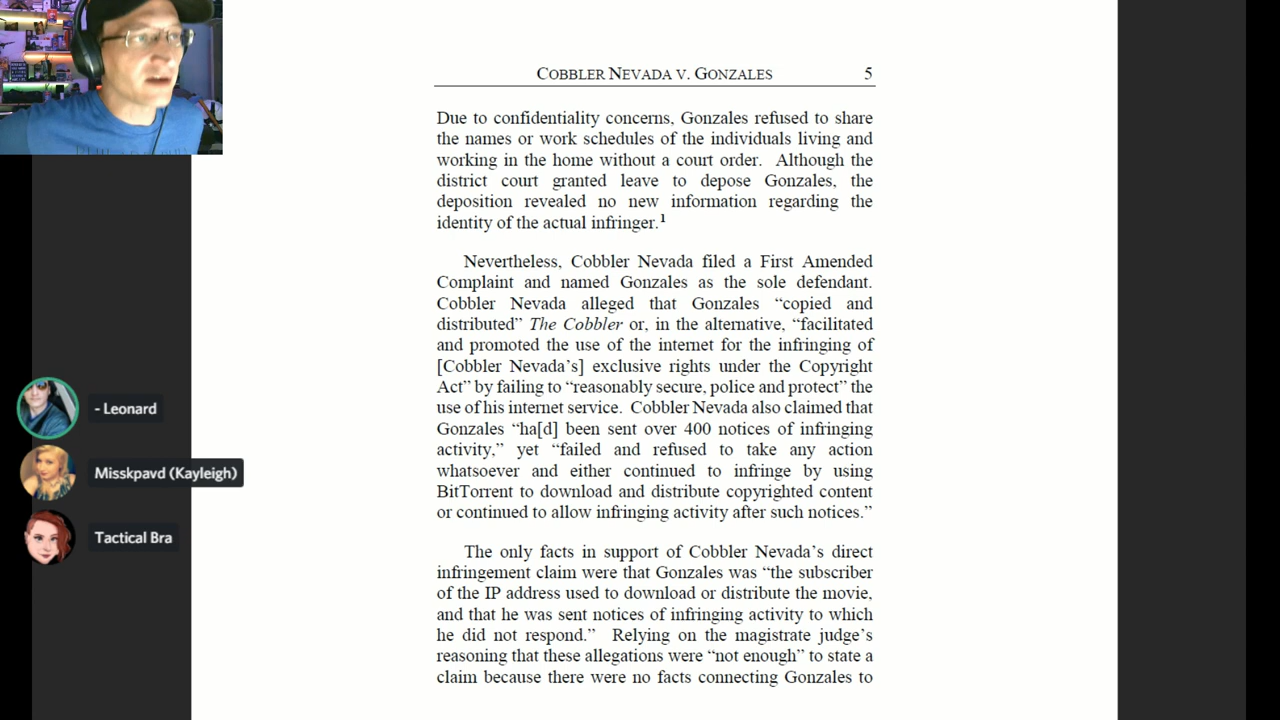 COBBLER NEVADA V. GONZALES 5
Due to confidentiality concerns, Gonzales refused to share
the names or work schedules of the individuals living and
working in the home without a court order. Although the
district court granted leave to depose Gonzales, the
deposition revealed no new information regarding the
identity of the actual infringer.1
Nevertheless, Cobbler Nevada filed a First Amended
Complaint and named Gonzales as the sole defendant.
Cobbler Nevada alleged that Gonzales “copied and
distributed” The Cobbler or, in the alternative, “facilitated
and promoted the use of the internet for the infringing of
[Cobbler Nevada’s] exclusive rights under the Copyright
Act” by failing to “reasonably secure, police and protect” the
use of his internet service. Cobbler Nevada also claimed that
Gonzales “ha[d] been sent over 400 notices of infringing
activity,” yet “failed and refused to take any action
whatsoever and either continued to infringe by using
BitTorrent to download and distribute copyrighted content
or continued to allow infringing activity after such notices.”
The only facts in support of Cobbler Nevada’s direct
infringement claim were that Gonzales was “the subscriber
of the IP address used to download or distribute the movie,
and that he was sent notices of infringing activity to which
he did not respond.” Relying on the magistrate judge’s
reasoning that these allegations were “not enough” to state a
claim because there were no facts connecting Gonzales to
- Leonard
Misskpavd (Kayleigh)
Tactical Bra